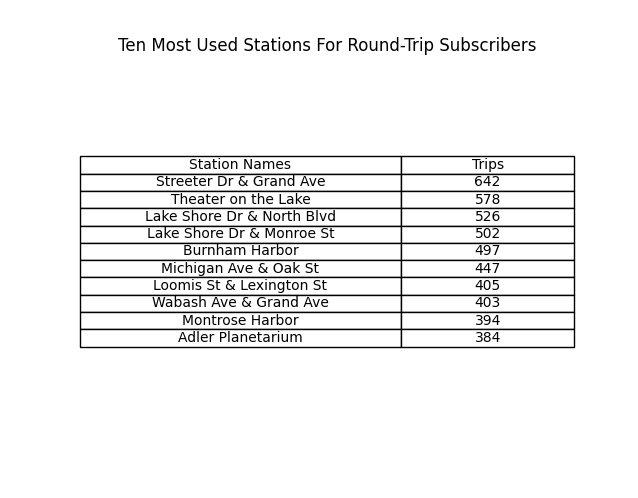 Ten Most Used Stations For Round-Trip Subscribers
Station Names Trips
Streeter Dr & Grand Ave 642
Theater on the Lake 578
Lake Shore Dr & North Blvd 526
Lake Shore Dr & Monroe St 502
Burnham Harbor 497
Michigan Ave & Oak St 447
Loomis St & Lexington St 405
Wabash Ave & Grand Ave 403
Montrose Harbor 394
Adler Planetarium 384